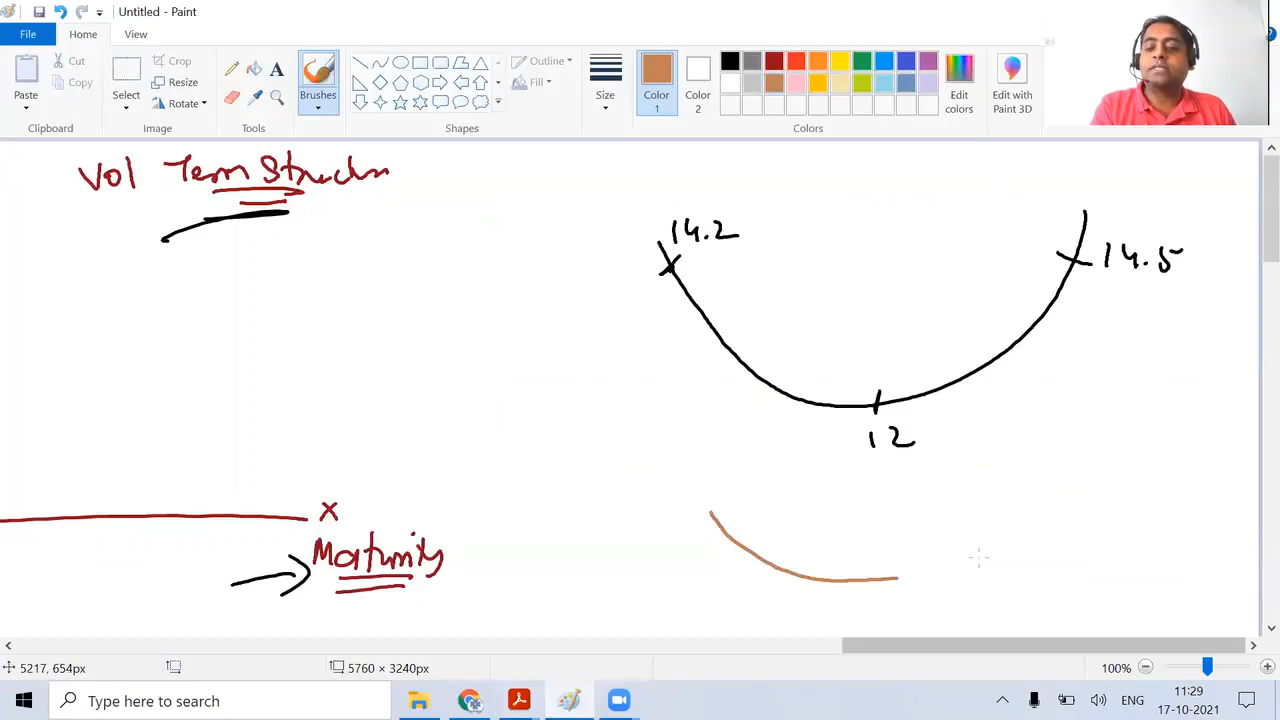 Untitled - Paint
File
Home
View
Paste
Cut
Copy
Clipboard
Select
Crop
Resize
Rotate
Image
A
Tools
Brushes
Outline
Fill
Shapes
Size
Color 1
Color 2
Edit colors
Colors
Edit with Paint 3D
Vol Term Structure
14.2
14.5
12
x
Maturity
5217, 654px
5760 × 3240px
100%
Type here to search
ENG
11:29
17-10-2021